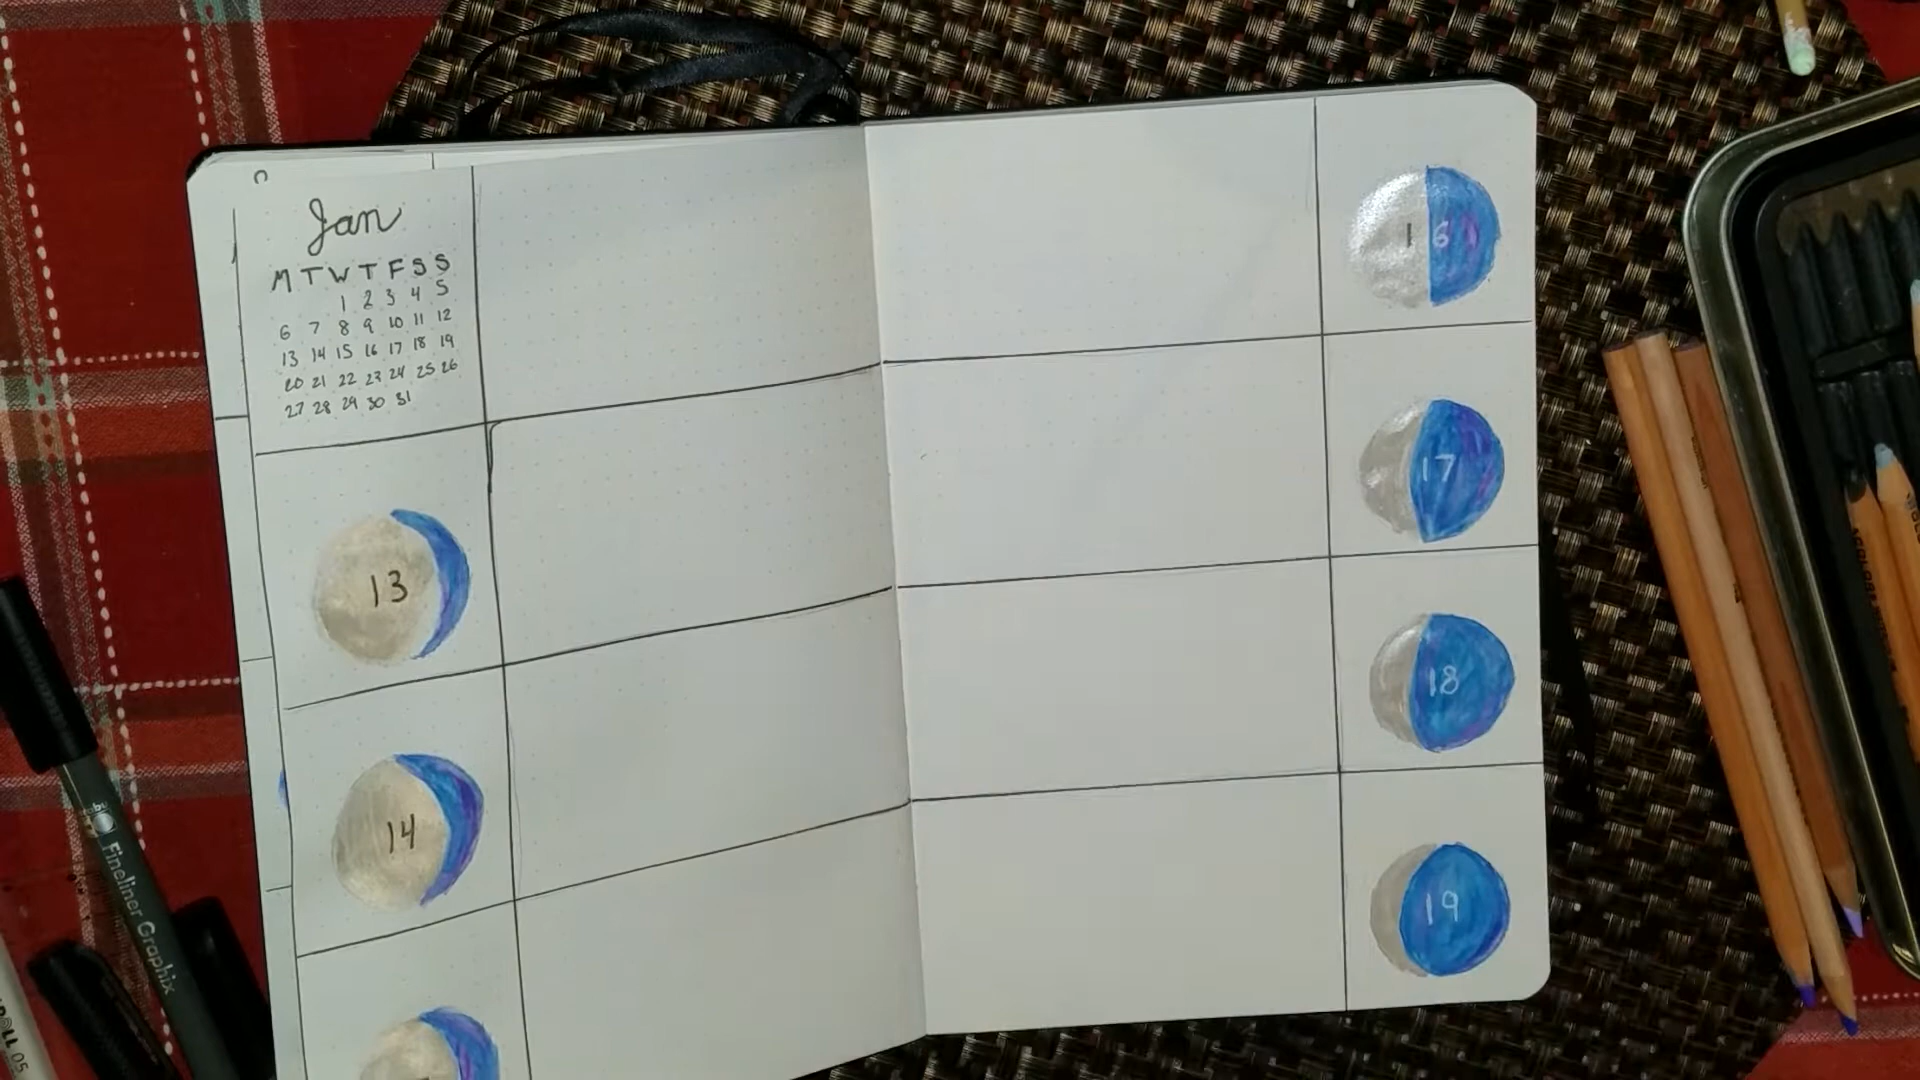 Jan
M T W T F S S
1 2 3 4 5
6 7 8 9 10 11 12
13 14 15 16 17 18 19
20 21 22 23 24 25 26
27 28 29 30 31
13
14
16
17
18
19
Fineliner Graphix